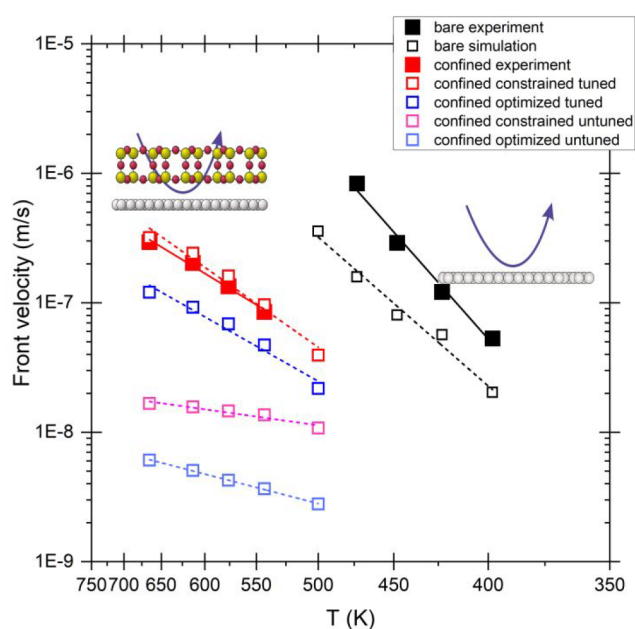 bare experiment
bare simulation
confined experiment
confined constrained tuned
confined optimized tuned
confined constrained untuned
confined optimized untuned
1E-5
1E-6
1E-7
1E-8
1E-9
Front velocity (m/s)
750 700 650 600 550 500 450 400 350
T (K)